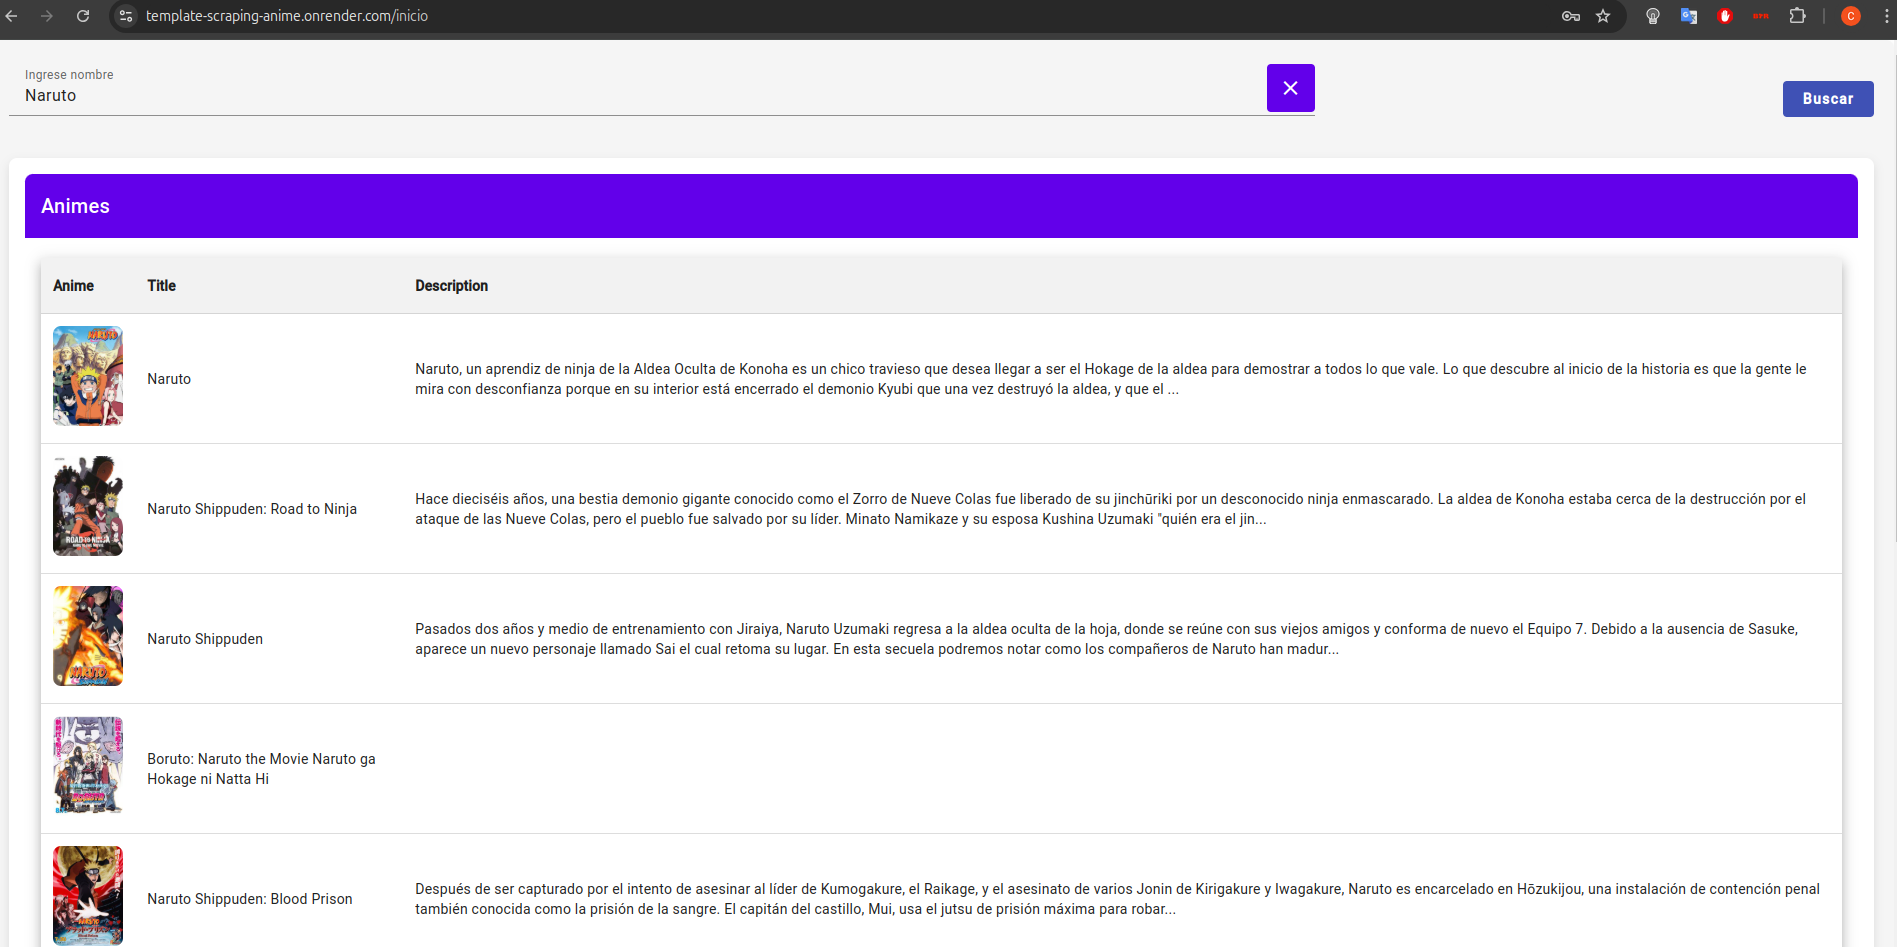 template-scraping-anime.onrender.com/inicio
C
Ingrese nombre
Naruto
Buscar
Animes
Anime Title Description
NARUTO
Naruto
Naruto, un aprendiz de ninja de la Aldea Oculta de Konoha es un chico travieso que desea llegar a ser el Hokage de la aldea para demostrar a todos lo que vale. Lo que descubre al inicio de la historia es que la gente le
mira con desconfianza porque en su interior está encerrado el demonio Kyubi que una vez destruyó la aldea, y que el ...
ROAD TO NINJA
Naruto Shippuden: Road to Ninja
Hace dieciséis años, una bestia demonio gigante conocido como el Zorro de Nueve Colas fue liberado de su jinchūriki por un desconocido ninja enmascarado. La aldea de Konoha estaba cerca de la destrucción por el
ataque de las Nueve Colas, pero el pueblo fue salvado por su líder. Minato Namikaze y su esposa Kushina Uzumaki "quién era el jin...
Naruto Shippuden
Pasados dos años y medio de entrenamiento con Jiraiya, Naruto Uzumaki regresa a la aldea oculta de la hoja, donde se reúne con sus viejos amigos y conforma de nuevo el Equipo 7. Debido a la ausencia de Sasuke,
aparece un nuevo personaje llamado Sai el cual retoma su lugar. En esta secuela podremos notar como los compañeros de Naruto han madur...
Boruto: Naruto the Movie Naruto ga
Hokage ni Natta Hi
Naruto Shippuden: Blood Prison
Después de ser capturado por el intento de asesinar al líder de Kumogakure, el Raikage, y el asesinato de varios Jonin de Kirigakure y Iwagakure, Naruto es encarcelado en Hōzukijou, una instalación de contención penal
también conocida como la prisión de la sangre. El capitán del castillo, Mui, usa el jutsu de prisión máxima para robar...